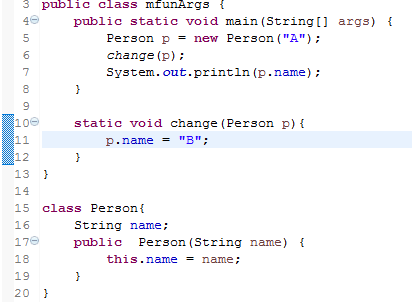 3 public class mfunArgs {
4 public static void main(String[] args) {
5 Person p = new Person("A");
6 change(p);
7 System.out.println(p.name);
8 }
9
10 static void change(Person p){
11 p.name = "B";
12 }
13 }
14
15 class Person{
16 String name;
17 public  Person(String name) {
18 this.name = name;
19 }
20 }